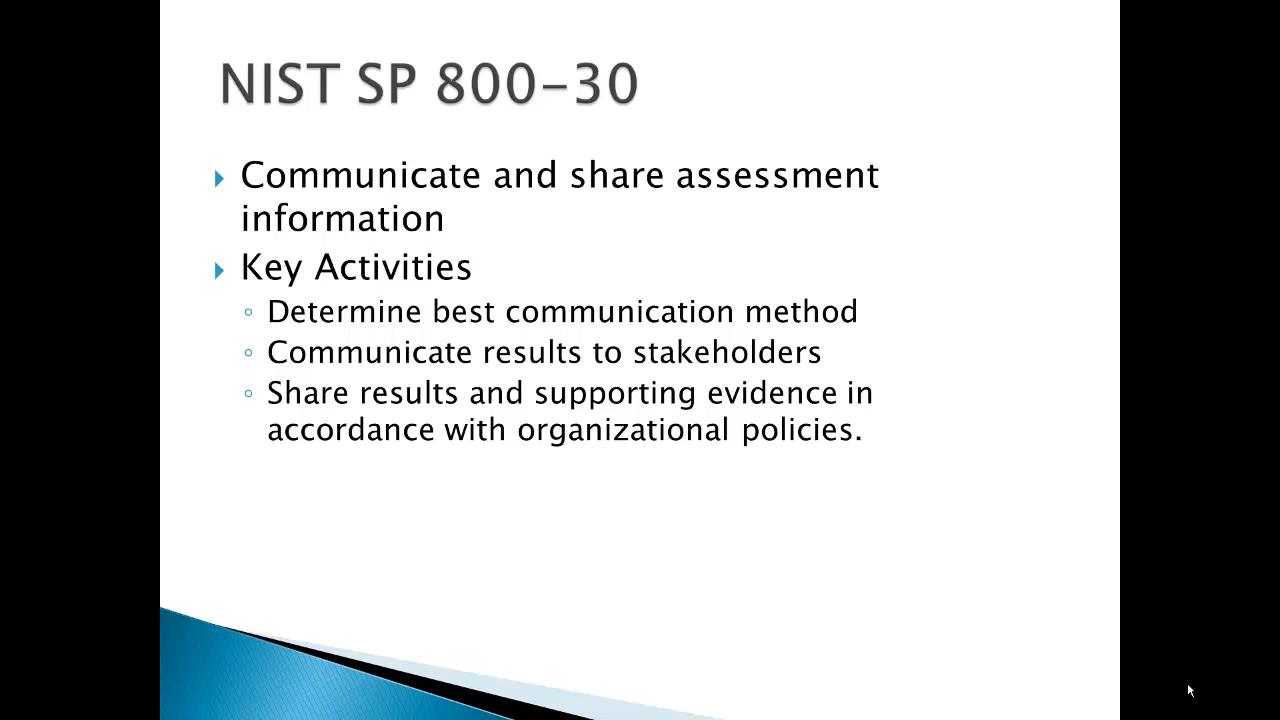 NIST SP 800-30
Communicate and share assessment
information
Key Activities
Determine best communication method
Communicate results to stakeholders
Share results and supporting evidence in
accordance with organizational policies.